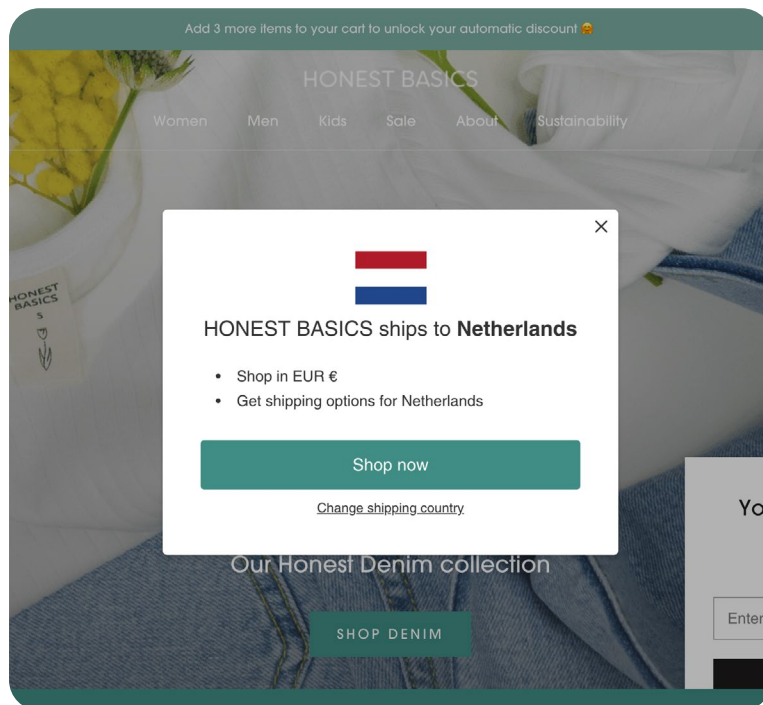 Add 3 more items to your cart to unlock your automatic discount 🤗
HONEST BASICS
Women Men Kids Sale About Sustainability
HONEST
BASICS
S
HONEST BASICS ships to Netherlands
• Shop in EUR €
• Get shipping options for Netherlands
Shop now
Change shipping country
Yo
Our Honest Denim collection
Enter
SHOP DENIM